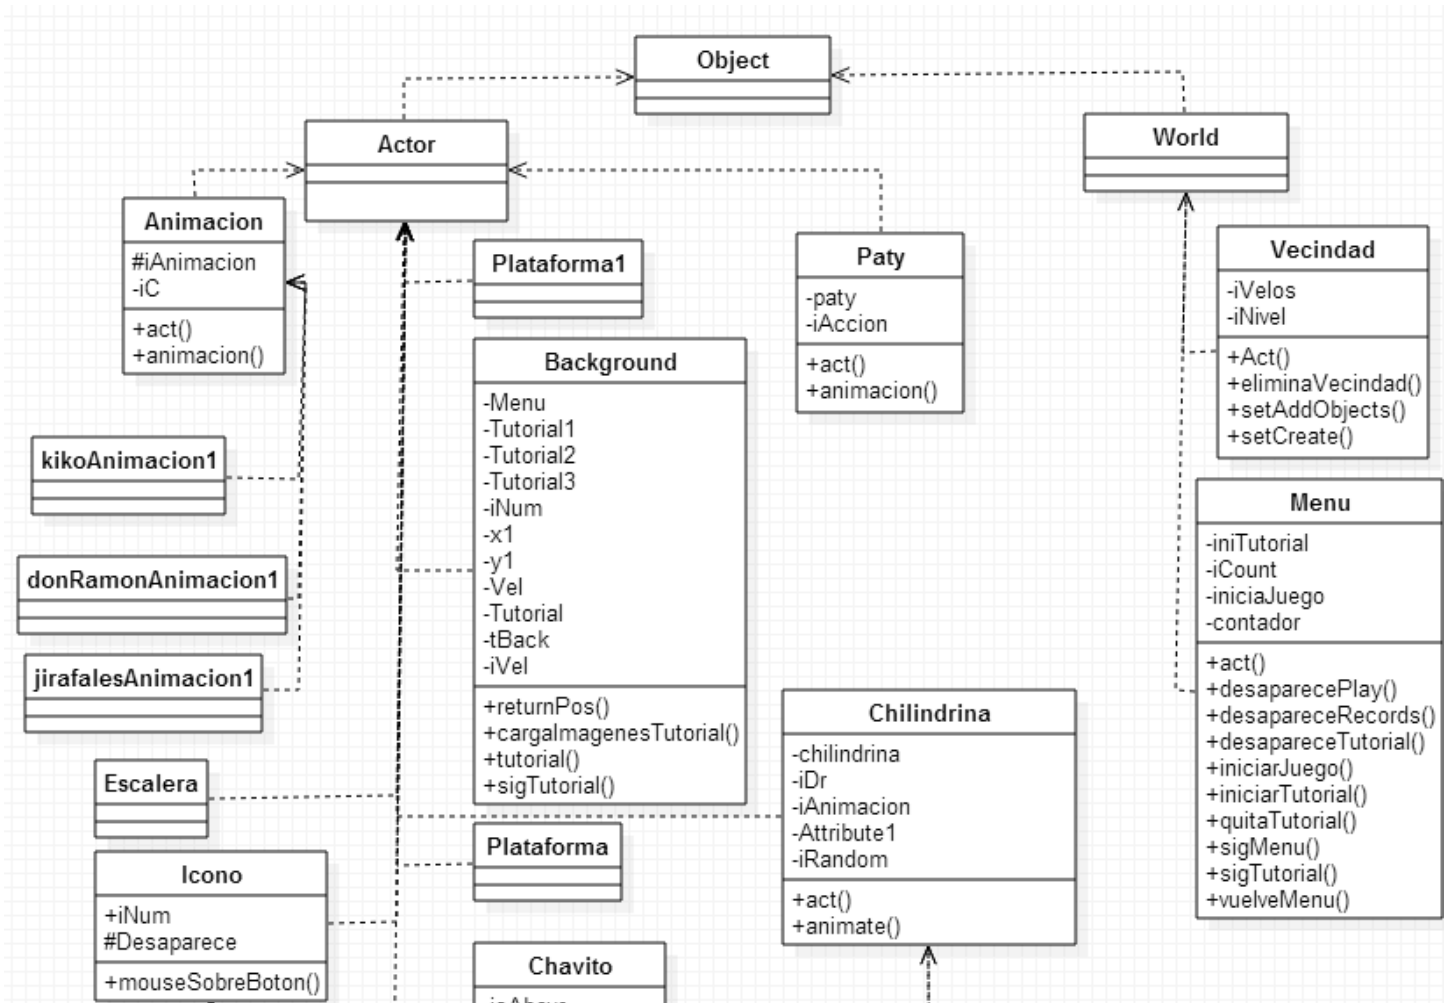 Object
Actor
World
Animacion
#iAnimacion
-iC
+act()
+animacion()
Plataforma1
Paty
-paty
-iAccion
+act()
+animacion()
Vecindad
-iVelos
-iNivel
+Act()
+eliminaVecindad()
+setAddObjects()
+setCreate()
Background
-Menu
-Tutorial1
-Tutorial2
-Tutorial3
-iNum
-x1
-y1
-Vel
-Tutorial
-tBack
-iVel
+returnPos()
+cargaImagenesTutorial()
+tutorial()
+sigTutorial()
kikoAnimacion1
donRamonAnimacion1
jirafalesAnimacion1
Menu
-iniTutorial
-iCount
-iniciaJuego
-contador
+act()
+desaparecePlay()
+desapareceRecords()
+desapareceTutorial()
+iniciarJuego()
+iniciarTutorial()
+quitaTutorial()
+sigMenu()
+sigTutorial()
+vuelveMenu()
Chilindrina
-chilindrina
-iDr
-iAnimacion
-Attribute1
-iRandom
+act()
+animate()
Escalera
Plataforma
Icono
+iNum
#Desaparece
+mouseSobreBoton()
Chavito